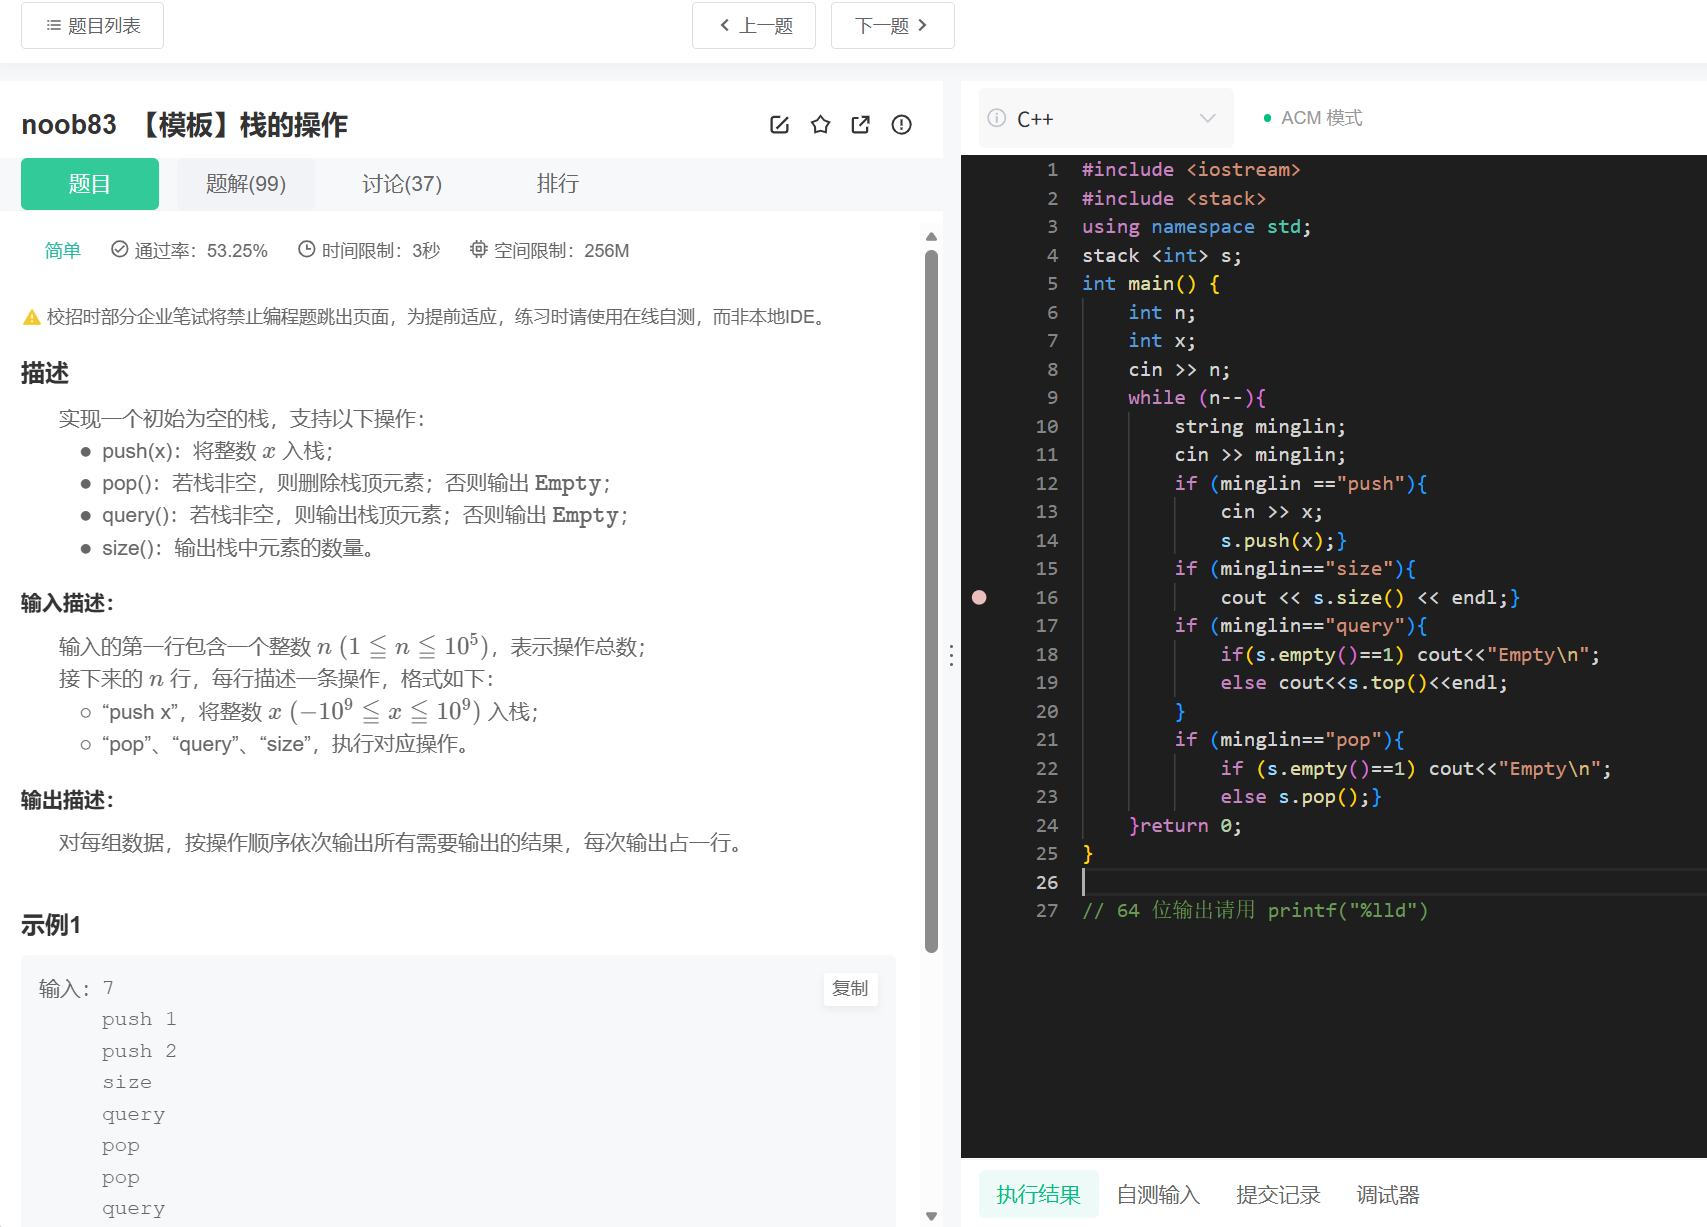 题目列表
上一题
下一题
noob83 【模板】栈的操作
题目
题解(99)
讨论(37)
排行
简单 通过率：53.25% 时间限制：3秒 空间限制：256M
校招时部分企业笔试将禁止编程题跳出页面，为提前适应，练习时请使用在线自测，而非本地IDE。
描述
实现一个初始为空的栈，支持以下操作：
● push(x)：将整数 x 入栈；
● pop()：若栈非空，则删除栈顶元素；否则输出 Empty；
● query()：若栈非空，则输出栈顶元素；否则输出 Empty；
● size()：输出栈中元素的数量。
输入描述：
输入的第一行包含一个整数 n (1 ≦ n ≦ 10⁵)，表示操作总数；
接下来的 n 行，每行描述一条操作，格式如下：
○ “push x”，将整数 x (−10⁹ ≦ x ≦ 10⁹) 入栈；
○ “pop”、“query”、“size”，执行对应操作。
输出描述：
对每组数据，按操作顺序依次输出所有需要输出的结果，每次输出占一行。
示例1
输入：7
复制
push 1
push 2
size
query
pop
pop
query
C++
ACM 模式
1 #include <iostream>
2 #include <stack>
3 using namespace std;
4 stack <int> s;
5 int main() {
6     int n;
7     int x;
8     cin >> n;
9     while (n--){
10         string minglin;
11         cin >> minglin;
12         if (minglin =="push"){
13             cin >> x;
14             s.push(x);}
15         if (minglin=="size"){
16             cout << s.size() << endl;}
17         if (minglin=="query"){
18             if(s.empty()==1) cout<<"Empty\n";
19             else cout<<s.top()<<endl;
20         }
21         if (minglin=="pop"){
22             if (s.empty()==1) cout<<"Empty\n";
23             else s.pop();}
24     }return 0;
25 }
26
27 // 64 位输出请用 printf("%lld")
执行结果
自测输入
提交记录
调试器